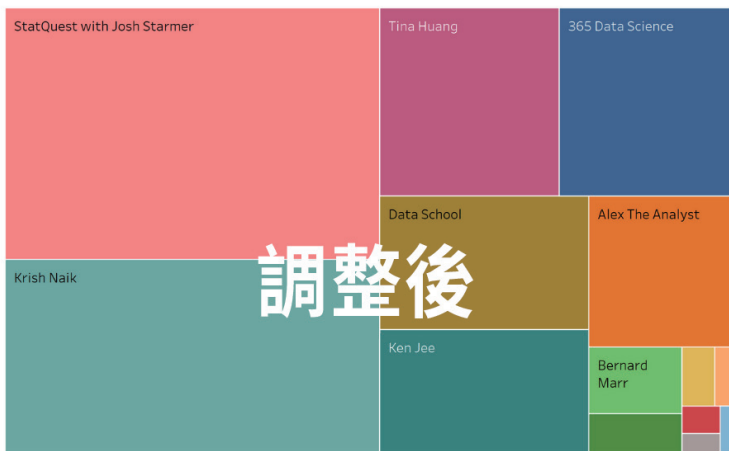 StatQuest with Josh Starmer
Tina Huang
365 Data Science
Data School
Alex The Analyst
Krish Naik
調整後
Ken Jee
Bernard
Marr